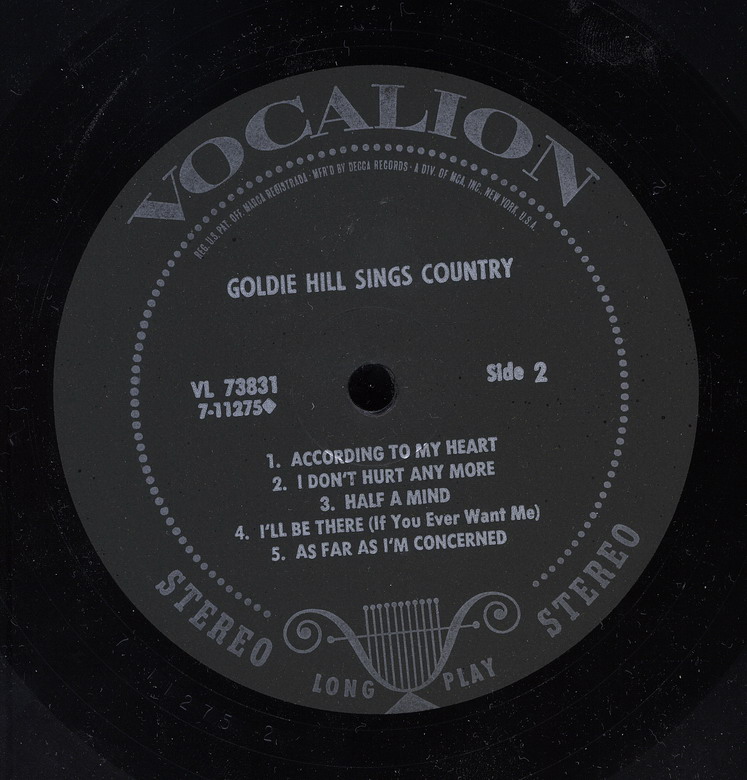 VOCALION
REG. U.S. PAT. OFF. MARCA REGISTRADA · MFR'D BY DECCA RECORDS · A DIV. OF MCA, INC., NEW YORK, U.S.A.
GOLDIE HILL SINGS COUNTRY
VL 73831
7-11275◆
Side 2
1. ACCORDING TO MY HEART
2. I DON'T HURT ANY MORE
3. HALF A MIND
4. I'LL BE THERE (If You Ever Want Me)
5. AS FAR AS I'M CONCERNED
STEREO
STEREO
LONG PLAY
7 11275 2